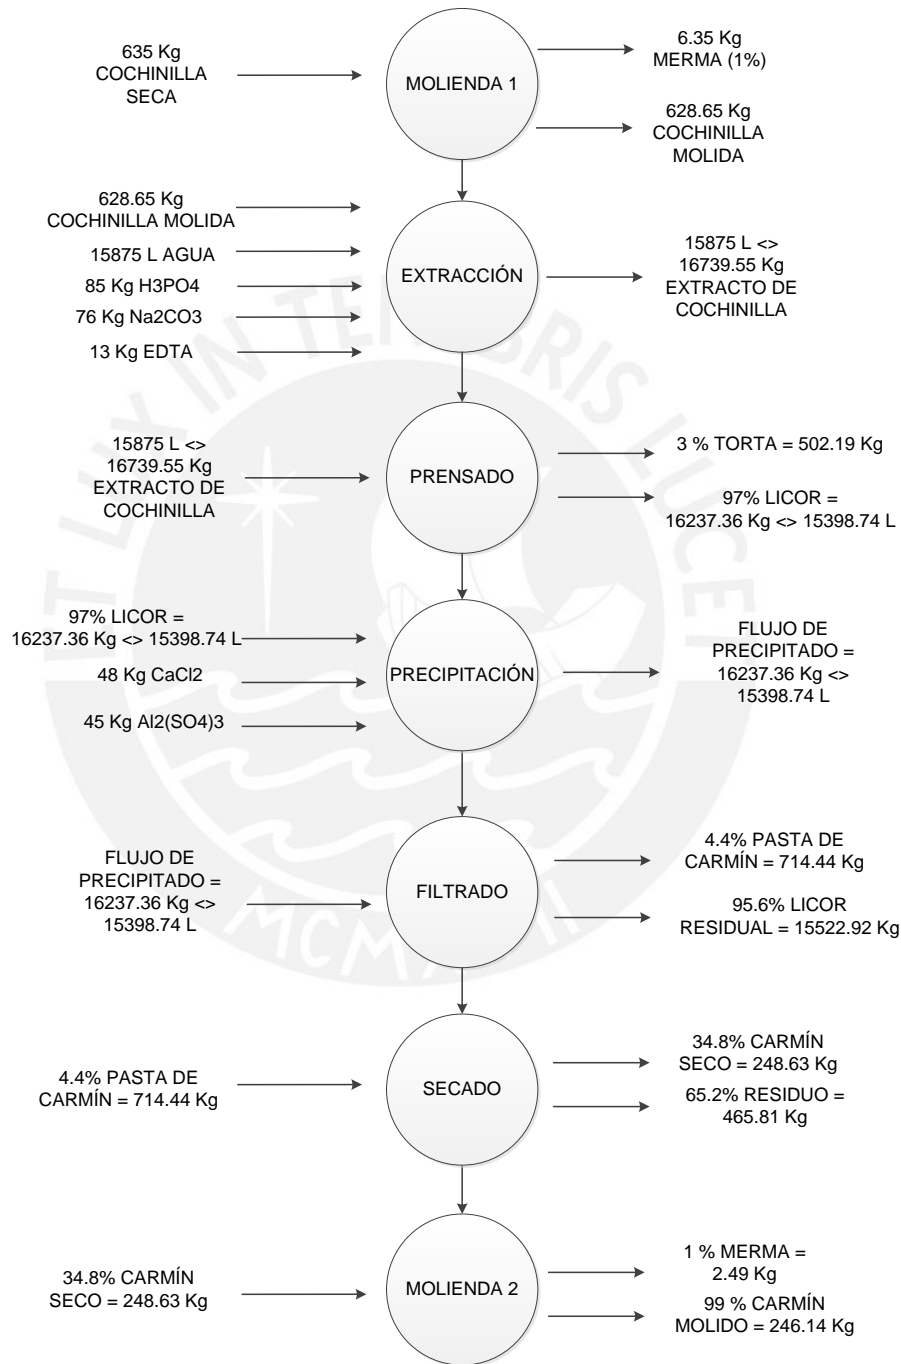 635 Kg
COCHINILLA
SECA
MOLIENDA 1
6.35 Kg
MERMA (1%)
628.65 Kg
COCHINILLA
MOLIDA
628.65 Kg
COCHINILLA MOLIDA
15875 L AGUA
85 Kg H3PO4
76 Kg Na2CO3
13 Kg EDTA
EXTRACCIÓN
15875 L <>
16739.55 Kg
EXTRACTO DE
COCHINILLA
15875 L <>
16739.55 Kg
EXTRACTO DE
COCHINILLA
PRENSADO
3 % TORTA = 502.19 Kg
97% LICOR =
16237.36 Kg <> 15398.74 L
97% LICOR =
16237.36 Kg <> 15398.74 L
48 Kg CaCl2
45 Kg Al2(SO4)3
PRECIPITACIÓN
FLUJO DE
PRECIPITADO =
16237.36 Kg <>
15398.74 L
FLUJO DE
PRECIPITADO =
16237.36 Kg <>
15398.74 L
FILTRADO
4.4% PASTA DE
CARMÍN = 714.44 Kg
95.6% LICOR
RESIDUAL = 15522.92 Kg
4.4% PASTA DE
CARMÍN = 714.44 Kg
SECADO
34.8% CARMÍN
SECO = 248.63 Kg
65.2% RESIDUO =
465.81 Kg
34.8% CARMÍN
SECO = 248.63 Kg
MOLIENDA 2
1 % MERMA =
2.49 Kg
99 % CARMÍN
MOLIDO = 246.14 Kg